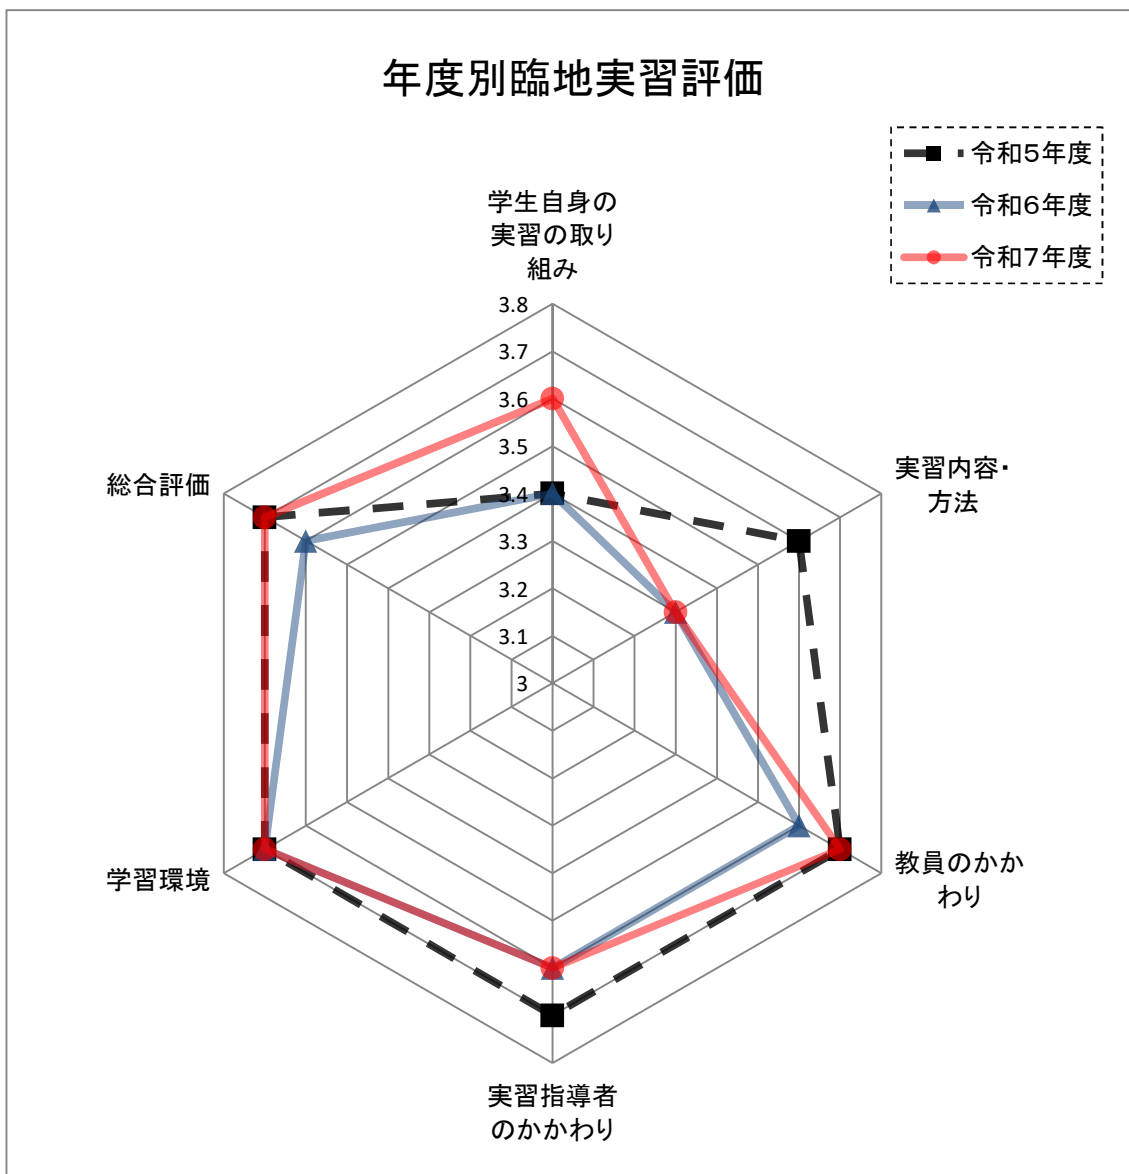 年度別臨地実習評価
令和5年度
令和6年度
令和7年度
学生自身の
実習の取り
組み
3.8
3.7
3.6
3.5
3.4
3.3
3.2
3.1
3
実習内容・
方法
教員のかか
わり
実習指導者
のかかわり
学習環境
総合評価